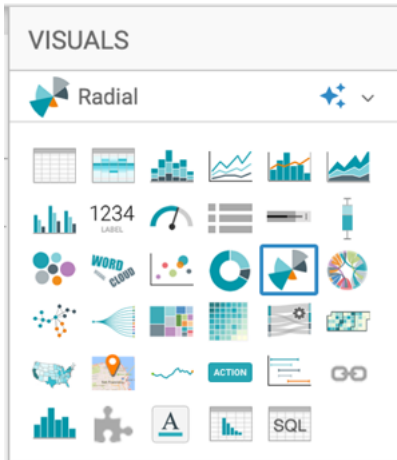 VISUALS
Radial
1234
LABEL
WORD
CLOUD
ACTION
A
SQL